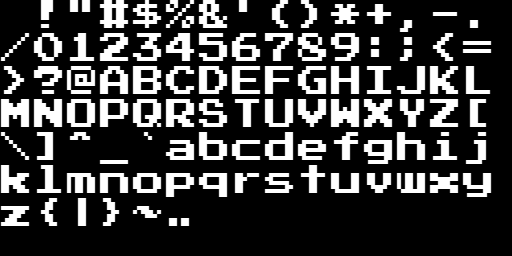 !"#$%&'()*+,-.
/0123456789:;(=
)?@ABCDEFGHIJKL
MNOPQRSTUVWXYZ[
\]^_`abcdefghij
klmnopqrstuvwxy
z{|}~¨